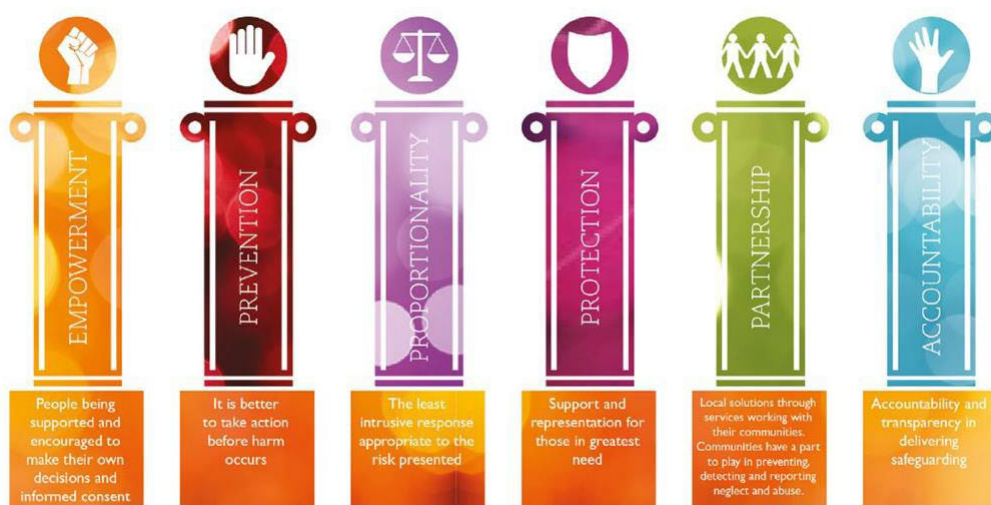 EMPOWERMENT
People being
supported and
encouraged to
make their own
decisions and
informed consent
PREVENTION
It is better
to take action
before harm
occurs
PROPORTIONALITY
The least
intrusive response
appropriate to the
risk presented
PROTECTION
Support and
representation for
those in greatest
need
PARTNERSHIP
Local solutions through
services working with
their communities.
Communities have a part
to play in preventing,
detecting and reporting
neglect and abuse.
ACCOUNTABILITY
Accountability and
transparency in
delivering
safeguarding